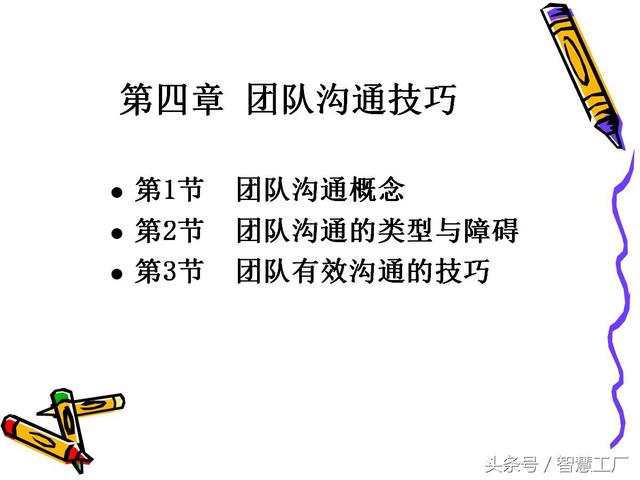 第四章 团队沟通技巧
● 第1节 团队沟通概念
● 第2节 团队沟通的类型与障碍
● 第3节 团队有效沟通的技巧
头条号 / 智慧工厂